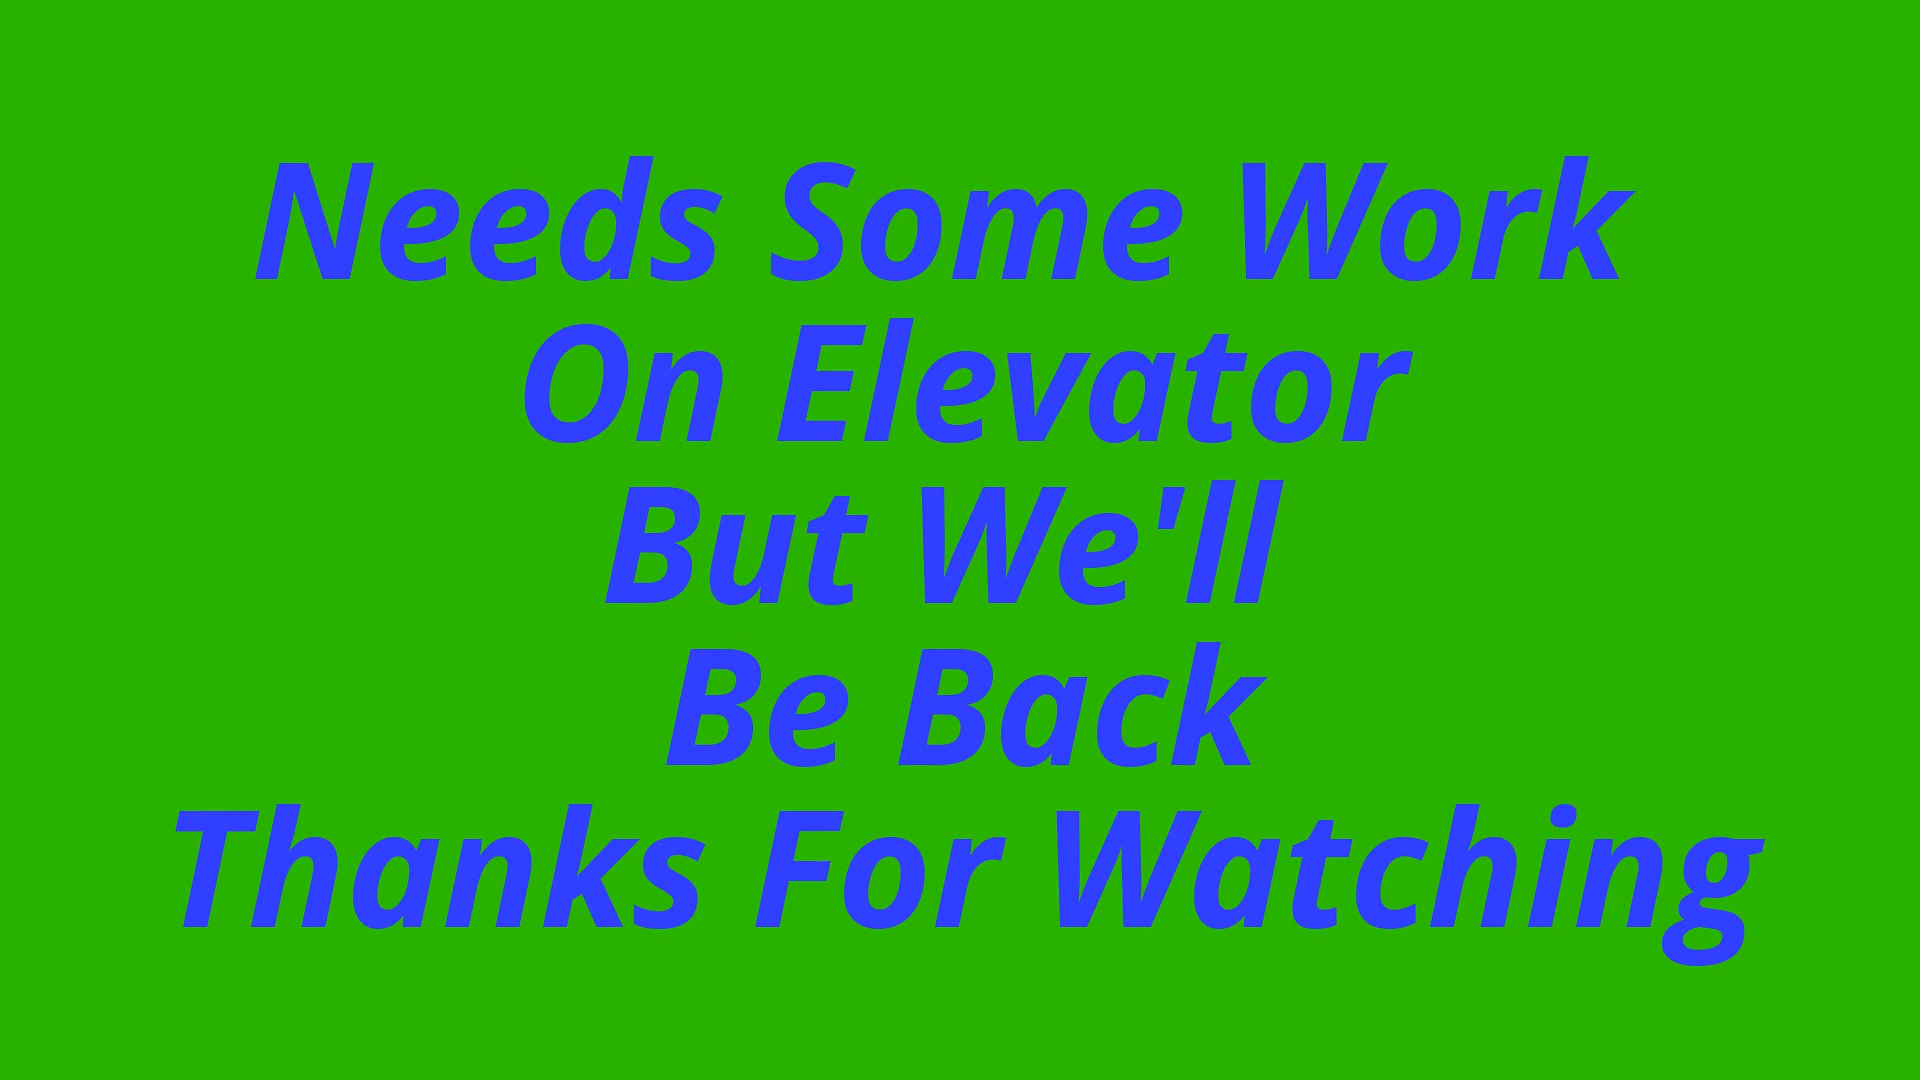 Needs Some Work
On Elevator
But We'll
Be Back
Thanks For Watching